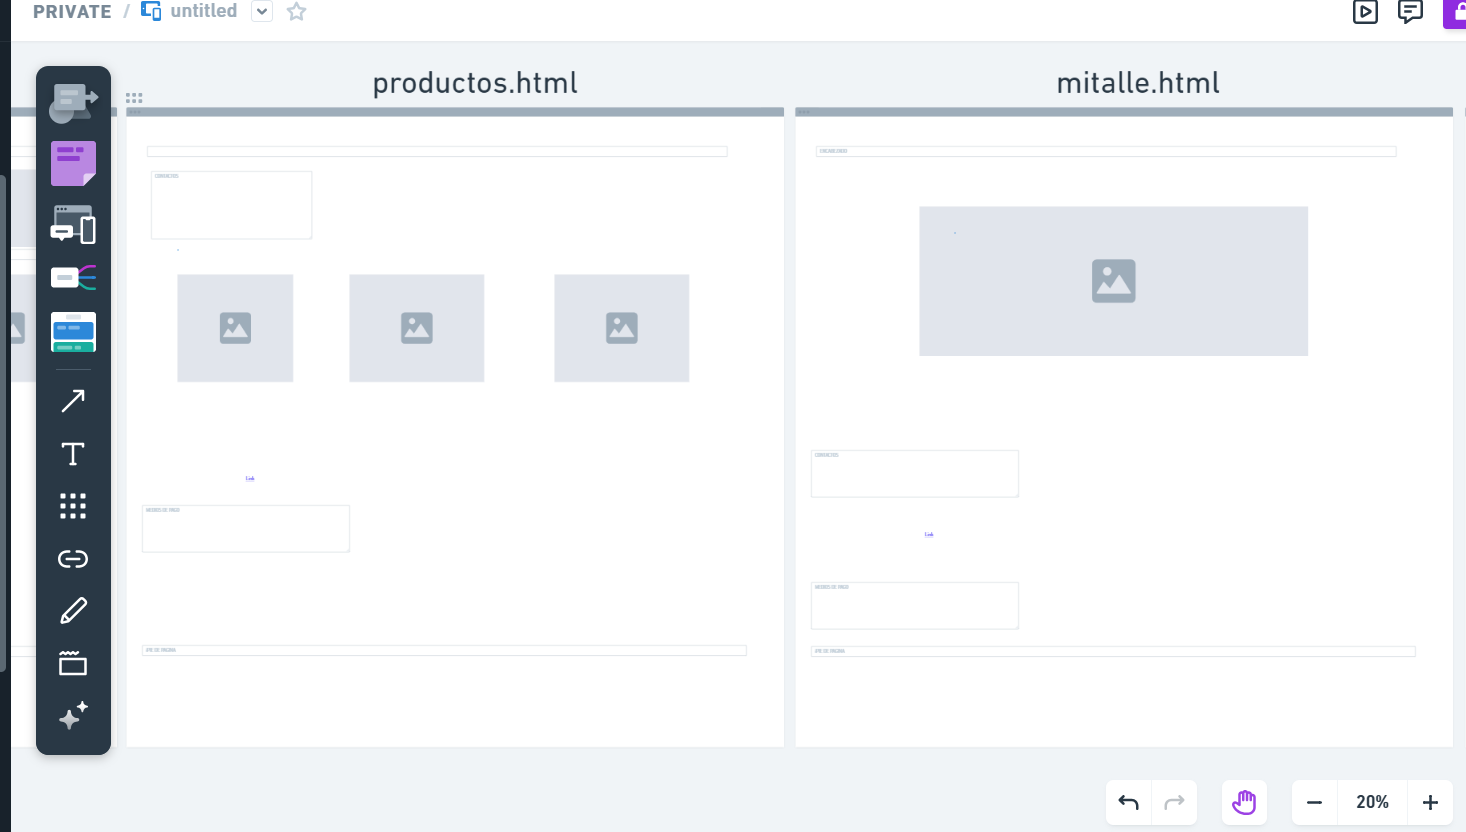 PRIVATE / untitled
productos.html
mitalle.html
CONTACTOS
Link
MEDIOS DE PAGO
PIE DE PAGINA
ENCABEZADO
CONTACTOS
Link
MEDIOS DE PAGO
PIE DE PAGINA
20%